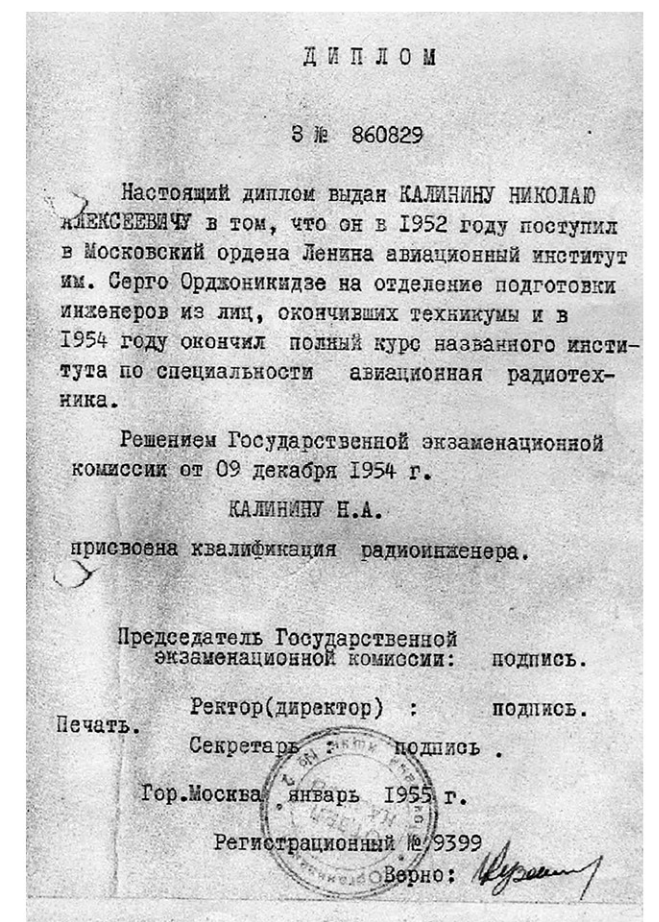 ДИПЛОМ
З № 860829
Настоящий диплом выдан КАЛИНИНУ НИКОЛАЮ
АЛЕКСЕЕВИЧУ в том, что он в 1952 году поступил
в Московский ордена Ленина авиационный институт
им. Серго Орджоникидзе на отделение подготовки
инженеров из лиц, окончивших техникумы и в
1954 году окончил полный курс названного инсти-
тута по специальности авиационная радиотех-
ника.
Решением Государственной экзаменационной
комиссии от 09 декабря 1954 г.
КАЛИНИНУ Н.А.
присвоена квалификация радиоинженера.
Председатель Государственной
экзаменационной комиссии: подпись.
Ректор(директор) : подпись.
Печать.
Секретарь : подпись .
Гор.Москва январь 1955 г.
Регистрационный № 9399
Верно: